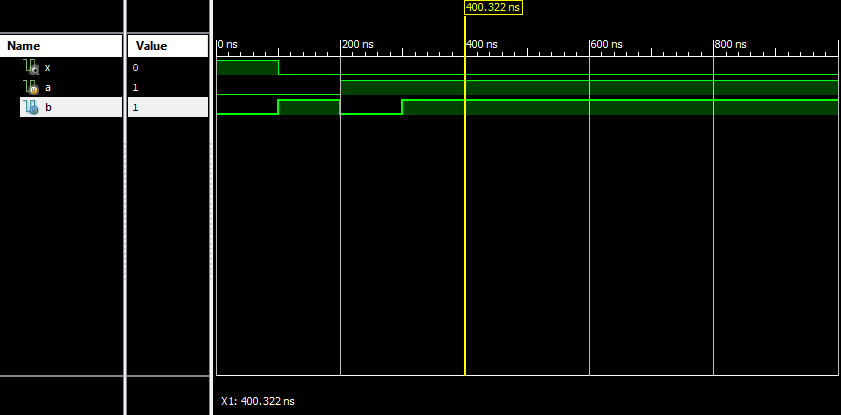 400.322 ns
Name Value
0 ns 200 ns 400 ns 600 ns 800 ns
x 0
a 1
b 1
X1: 400.322 ns